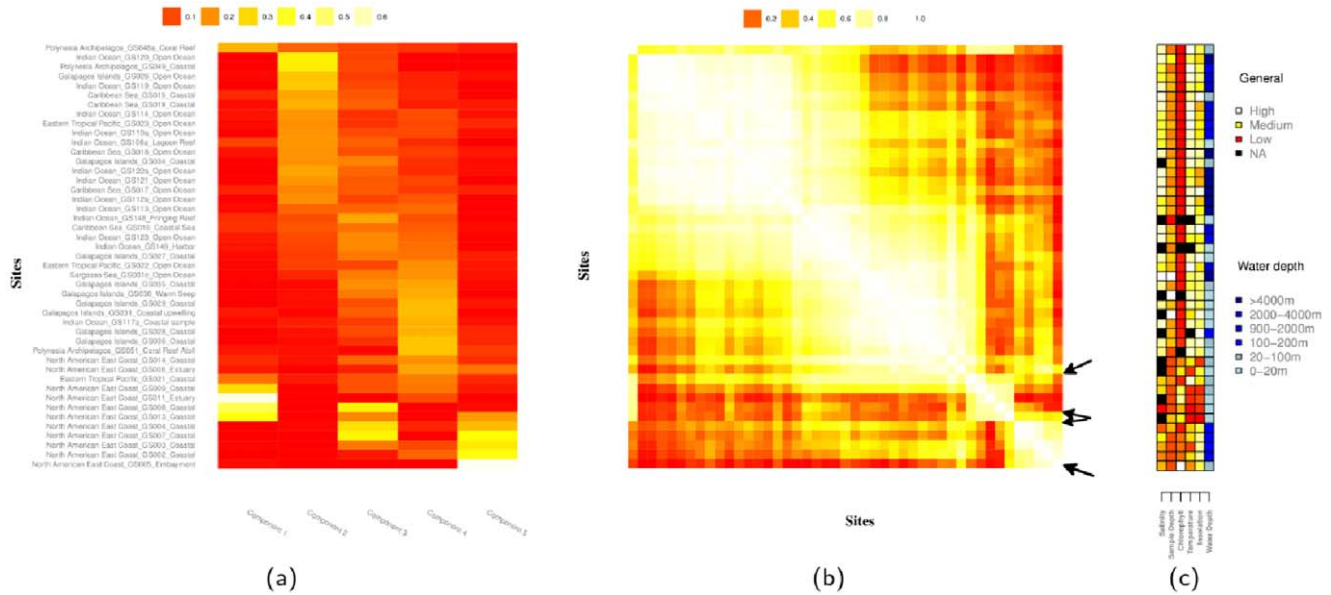 0.1 0.2 0.3 0.4 0.5 0.6
0.2 0.4 0.6 0.8 1.0
Polynesia Archipelagos_GS048a_Coral Reef
Indian Ocean_GS120_Open Ocean
Polynesia Archipelagos_GS049_Coastal
Galapagos Islands_GS026_Open Ocean
Indian Ocean_GS119_Open Ocean
Caribbean Sea_GS015_Coastal
Caribbean Sea_GS019_Coastal
Indian Ocean_GS114_Open Ocean
Eastern Tropical Pacific_GS023_Open Ocean
Indian Ocean_GS110a_Open Ocean
Indian Ocean_GS108a_Lagoon Reef
Caribbean Sea_GS018_Open Ocean
Galapagos Islands_GS034_Coastal
Indian Ocean_GS122a_Open Ocean
Indian Ocean_GS121_Open Ocean
Caribbean Sea_GS017_Open Ocean
Indian Ocean_GS112a_Open Ocean
Indian Ocean_GS113_Open Ocean
Indian Ocean_GS148_Fringing Reef
Caribbean Sea_GS016_Coastal Sea
Indian Ocean_GS123_Open Ocean
Indian Ocean_GS149_Harbor
Galapagos Islands_GS027_Coastal
Eastern Tropical Pacific_GS022_Open Ocean
Sargasso Sea_GS001c_Open Ocean
Galapagos Islands_GS035_Coastal
Galapagos Islands_GS030_Warm Seep
Galapagos Islands_GS029_Coastal
Galapagos Islands_GS031_Coastal upwelling
Indian Ocean_GS117a_Coastal sample
Galapagos Islands_GS028_Coastal
Galapagos Islands_GS036_Coastal
Polynesia Archipelagos_GS051_Coral Reef Atoll
North American East Coast_GS014_Coastal
North American East Coast_GS012_Estuary
Eastern Tropical Pacific_GS021_Coastal
North American East Coast_GS009_Coastal
North American East Coast_GS011_Estuary
North American East Coast_GS008_Coastal
North American East Coast_GS013_Coastal
North American East Coast_GS004_Coastal
North American East Coast_GS007_Coastal
North American East Coast_GS003_Coastal
North American East Coast_GS002_Coastal
North American East Coast_GS005_Embayment
Sites
Component 1
Component 2
Component 3
Component 4
Component 5
(a)
Sites
Sites
(b)
General
High
Medium
Low
NA
Water depth
>4000m
2000-4000m
900-2000m
100-200m
20-100m
0-20m
Salinity
Sample Depth
Chlorophyll
Temperature
Insolation
Water Depth
(c)